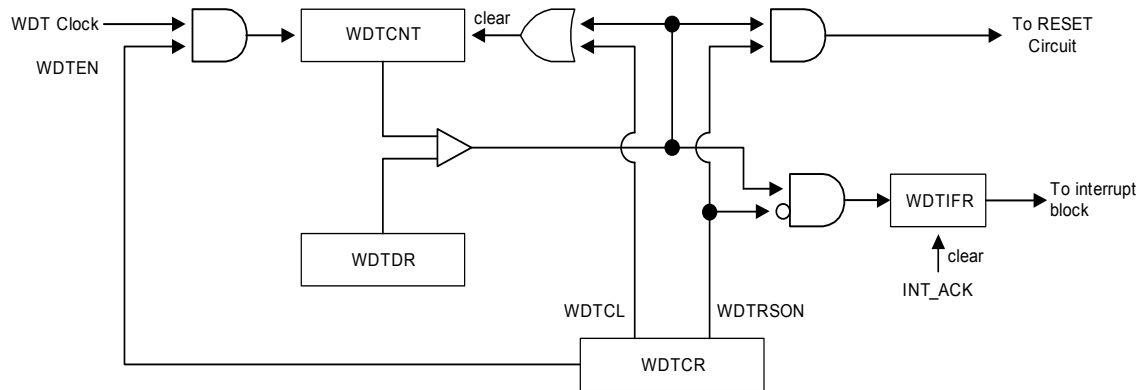 WDT Clock
WDTEN
WDTCNT
clear
To RESET
Circuit
WDTDR
WDTIFR
To interrupt
block
clear
INT_ACK
WDTCL
WDTRSON
WDTCR